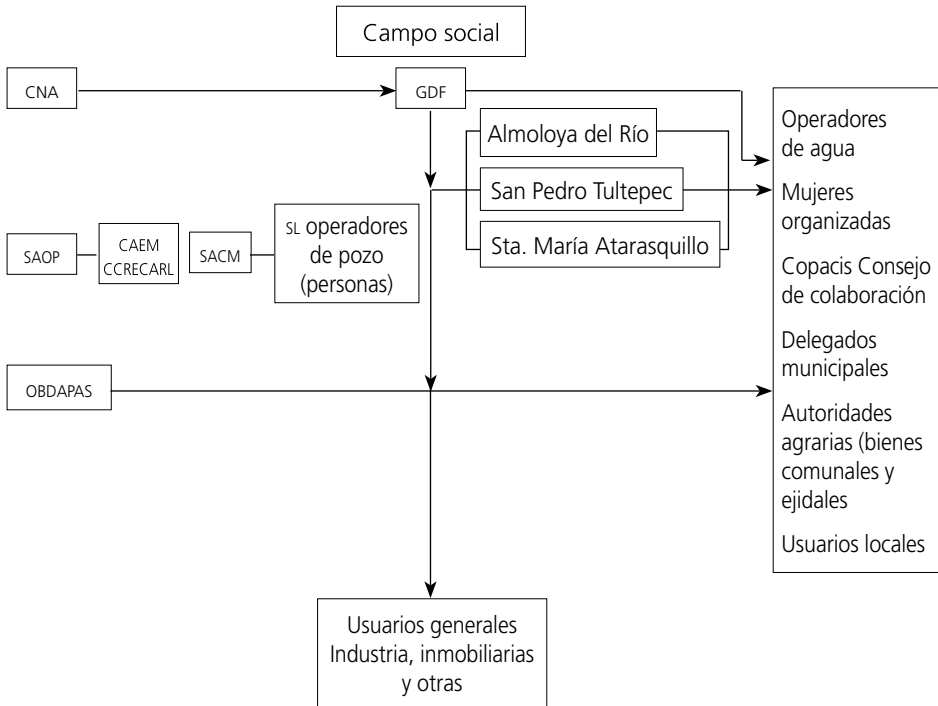 Campo social
CNA
GDF
Almoloya del Río
San Pedro Tultepec
Sta. María Atarasquillo
SAOP
CAEM
CCRECARL
SACM
SL operadores
de pozo
(personas)
OBDAPAS
Operadores
de agua
Mujeres
organizadas
Copacis Consejo
de colaboración
Delegados
municipales
Autoridades
agrarias (bienes
comunales y
ejidales
Usuarios locales
Usuarios generales
Industria, inmobiliarias
y otras